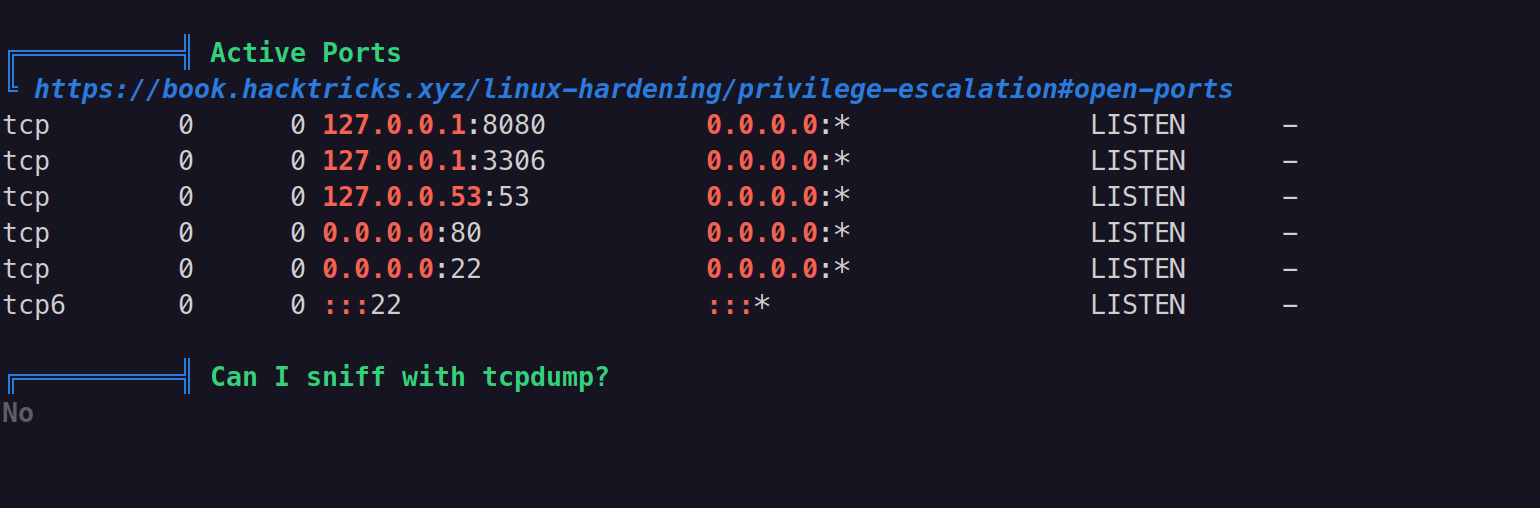 ╔══════════╣ Active Ports
╚ https://book.hacktricks.xyz/linux-hardening/privilege-escalation#open-ports
tcp        0      0 127.0.0.1:8080          0.0.0.0:*               LISTEN      -
tcp        0      0 127.0.0.1:3306          0.0.0.0:*               LISTEN      -
tcp        0      0 127.0.0.53:53           0.0.0.0:*               LISTEN      -
tcp        0      0 0.0.0.0:80              0.0.0.0:*               LISTEN      -
tcp        0      0 0.0.0.0:22              0.0.0.0:*               LISTEN      -
tcp6       0      0 :::22                   :::*                    LISTEN      -
╔══════════╣ Can I sniff with tcpdump?
No